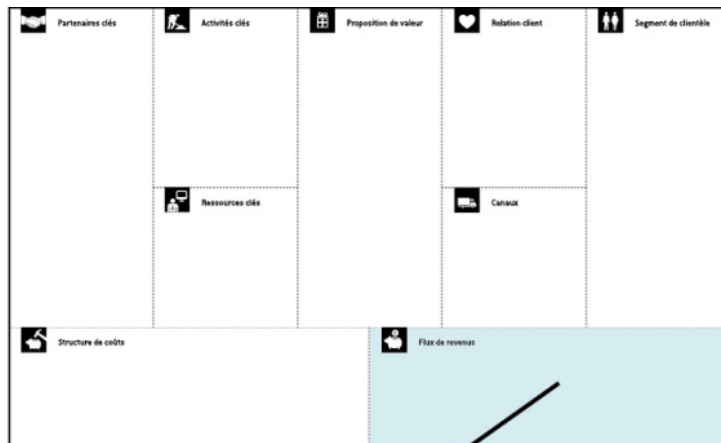 Partenaires clés
Activités clés
Proposition de valeur
Relation client
Segment de clientèle
Ressources clés
Canaux
Structure de coûts
Flux de revenus